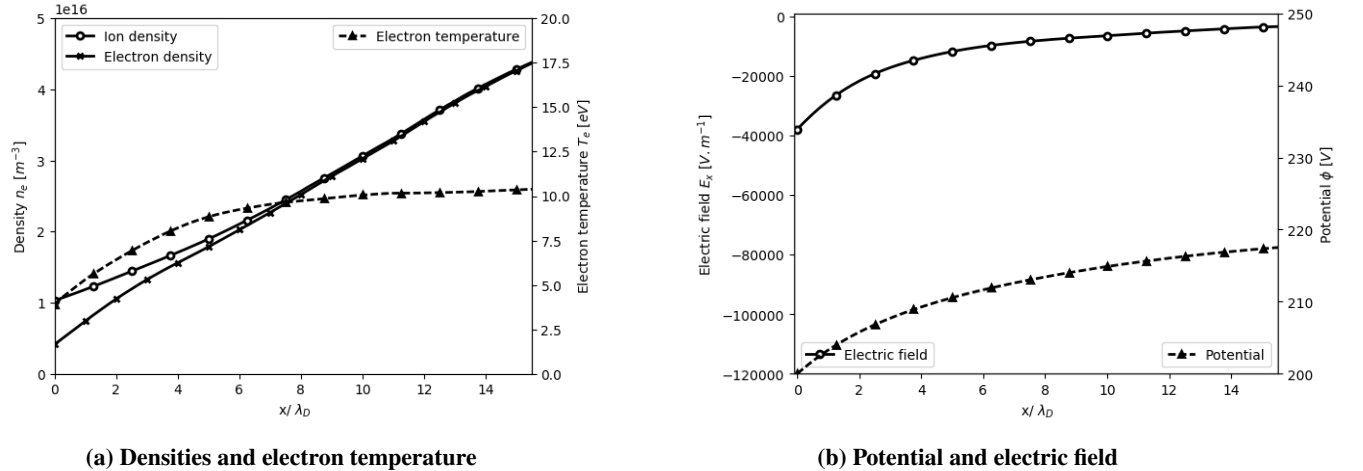 1e16
5
4
3
2
1
0
Density n_e [m^{-3}]
Ion density
Electron density
Electron temperature
20.0
17.5
15.0
12.5
10.0
7.5
5.0
2.5
0.0
Electron temperature T_e [eV]
0 2 4 6 8 10 12 14
x/ λ_D
(a) Densities and electron temperature
0
−20000
−40000
−60000
−80000
−100000
−120000
Electric field E_x [V.m^{-1}]
Electric field
Potential
250
240
230
220
210
200
Potential ϕ [V]
0 2 4 6 8 10 12 14
x/ λ_D
(b) Potential and electric field